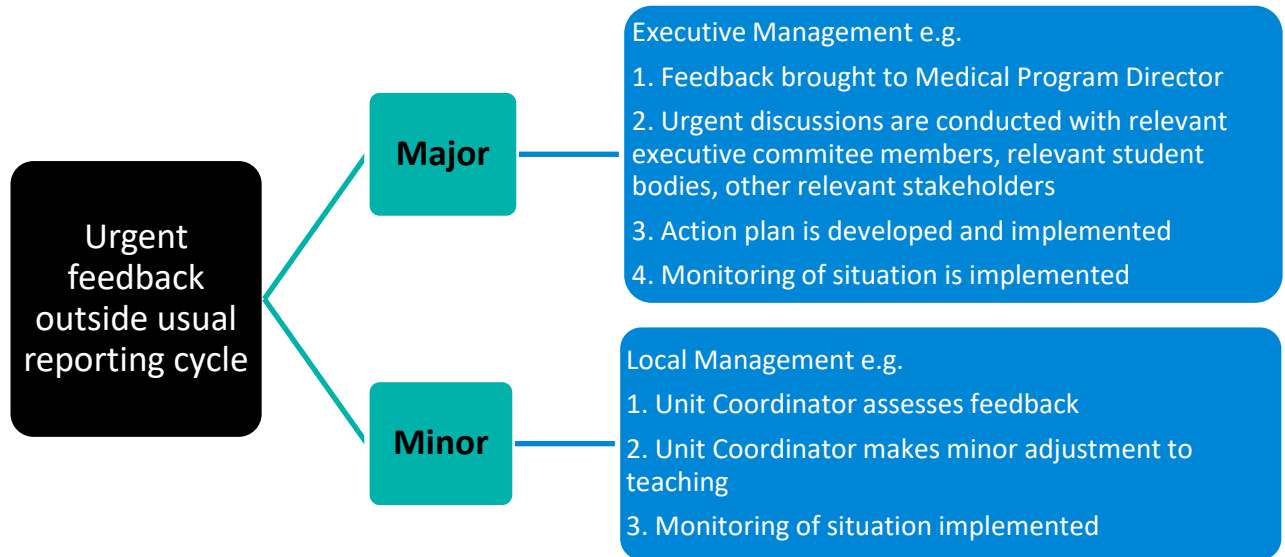 Urgent
feedback
outside usual
reporting cycle
Major
Executive Management e.g.
1. Feedback brought to Medical Program Director
2. Urgent discussions are conducted with relevant
executive commitee members, relevant student
bodies, other relevant stakeholders
3. Action plan is developed and implemented
4. Monitoring of situation is implemented
Minor
Local Management e.g.
1. Unit Coordinator assesses feedback
2. Unit Coordinator makes minor adjustment to
teaching
3. Monitoring of situation implemented